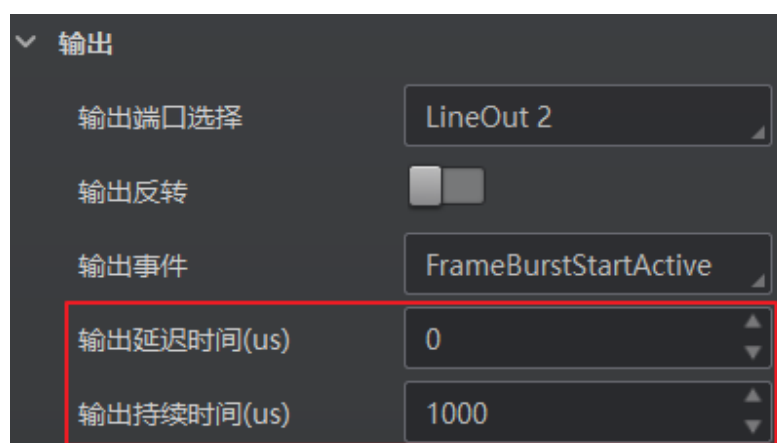 输出
输出端口选择 LineOut 2
输出反转
输出事件 FrameBurstStartActive
输出延迟时间(us) 0
输出持续时间(us) 1000